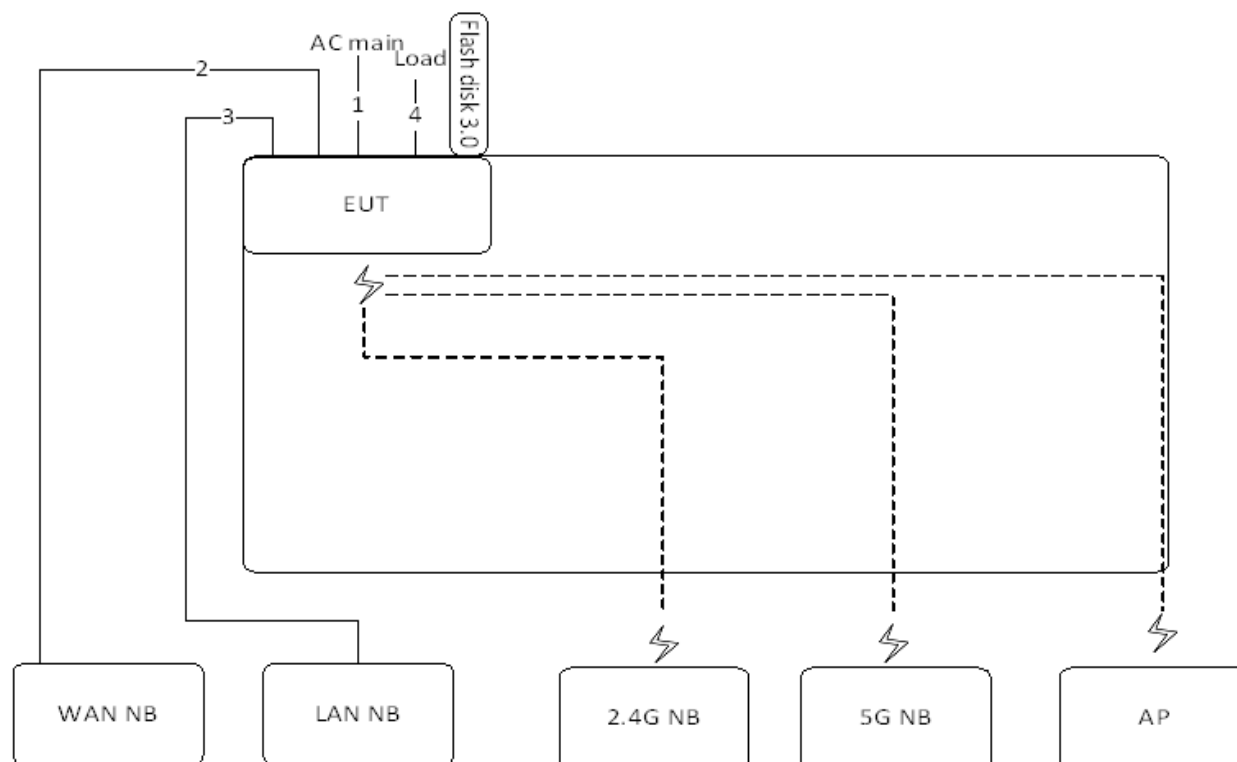 AC main
Load
Flash disk 3.0
2
1
4
3
EUT
WAN NB
LAN NB
2.4G NB
5G NB
AP